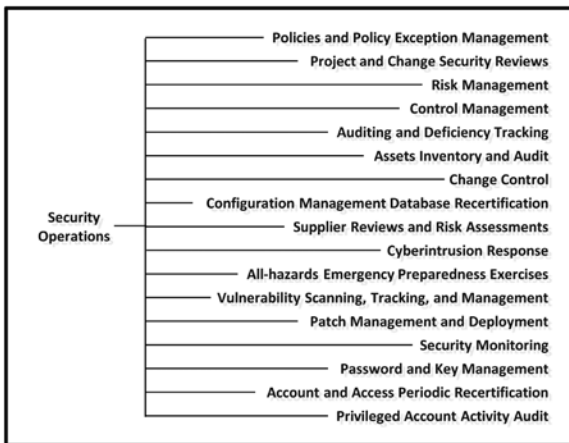 Policies and Policy Exception Management
Project and Change Security Reviews
Risk Management
Control Management
Auditing and Deficiency Tracking
Assets Inventory and Audit
Change Control
Configuration Management Database Recertification
Security
Operations
Supplier Reviews and Risk Assessments
Cyberintrusion Response
All-hazards Emergency Preparedness Exercises
Vulnerability Scanning, Tracking, and Management
Patch Management and Deployment
Security Monitoring
Password and Key Management
Account and Access Periodic Recertification
Privileged Account Activity Audit